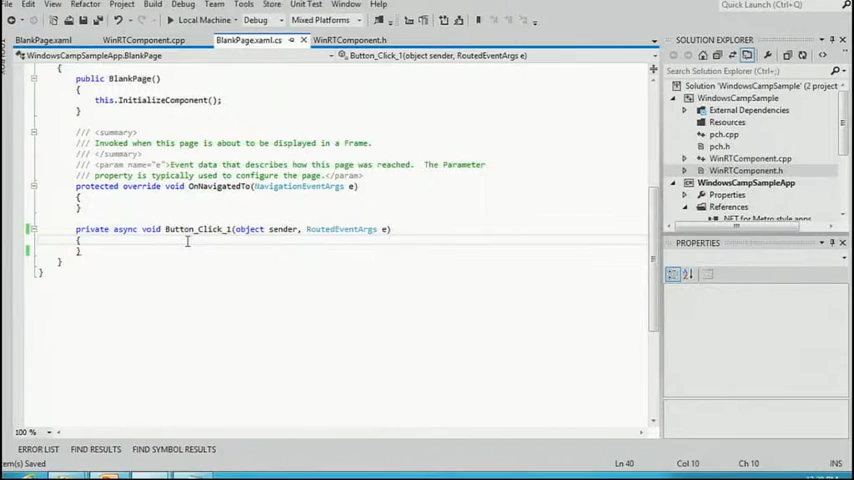 File View Refactor Project Build Debug Team Tools Store Unit Test Window Help
Quick Launch (Ctrl+Q)
Local Machine Debug Mixed Platforms
BlankPage.xaml WinRTComponent.cpp BlankPage.xaml.cs WinRTComponent.h
WindowsCampSampleApp.BlankPage Button_Click_1(object sender, RoutedEventArgs e)
{
public BlankPage()
{
this.InitializeComponent();
}
/// <summary>
/// Invoked when this page is about to be displayed in a Frame.
/// </summary>
/// <param name="e">Event data that describes how this page was reached. The Parameter
/// property is typically used to configure the page.</param>
protected override void OnNavigatedTo(NavigationEventArgs e)
{
}
private async void Button_Click_1(object sender, RoutedEventArgs e)
{
}
}
}
100 %
SOLUTION EXPLORER
Search Solution Explorer (Ctrl+;)
Solution 'WindowsCampSample' (2 project
WindowsCampSample
External Dependencies
Resources
pch.cpp
pch.h
WinRTComponent.cpp
WinRTComponent.h
WindowsCampSampleApp
Properties
References
.NET for Metro style apps
PROPERTIES
ERROR LIST FIND RESULTS FIND SYMBOL RESULTS
Item(s) Saved Ln 40 Col 10 Ch 10 INS